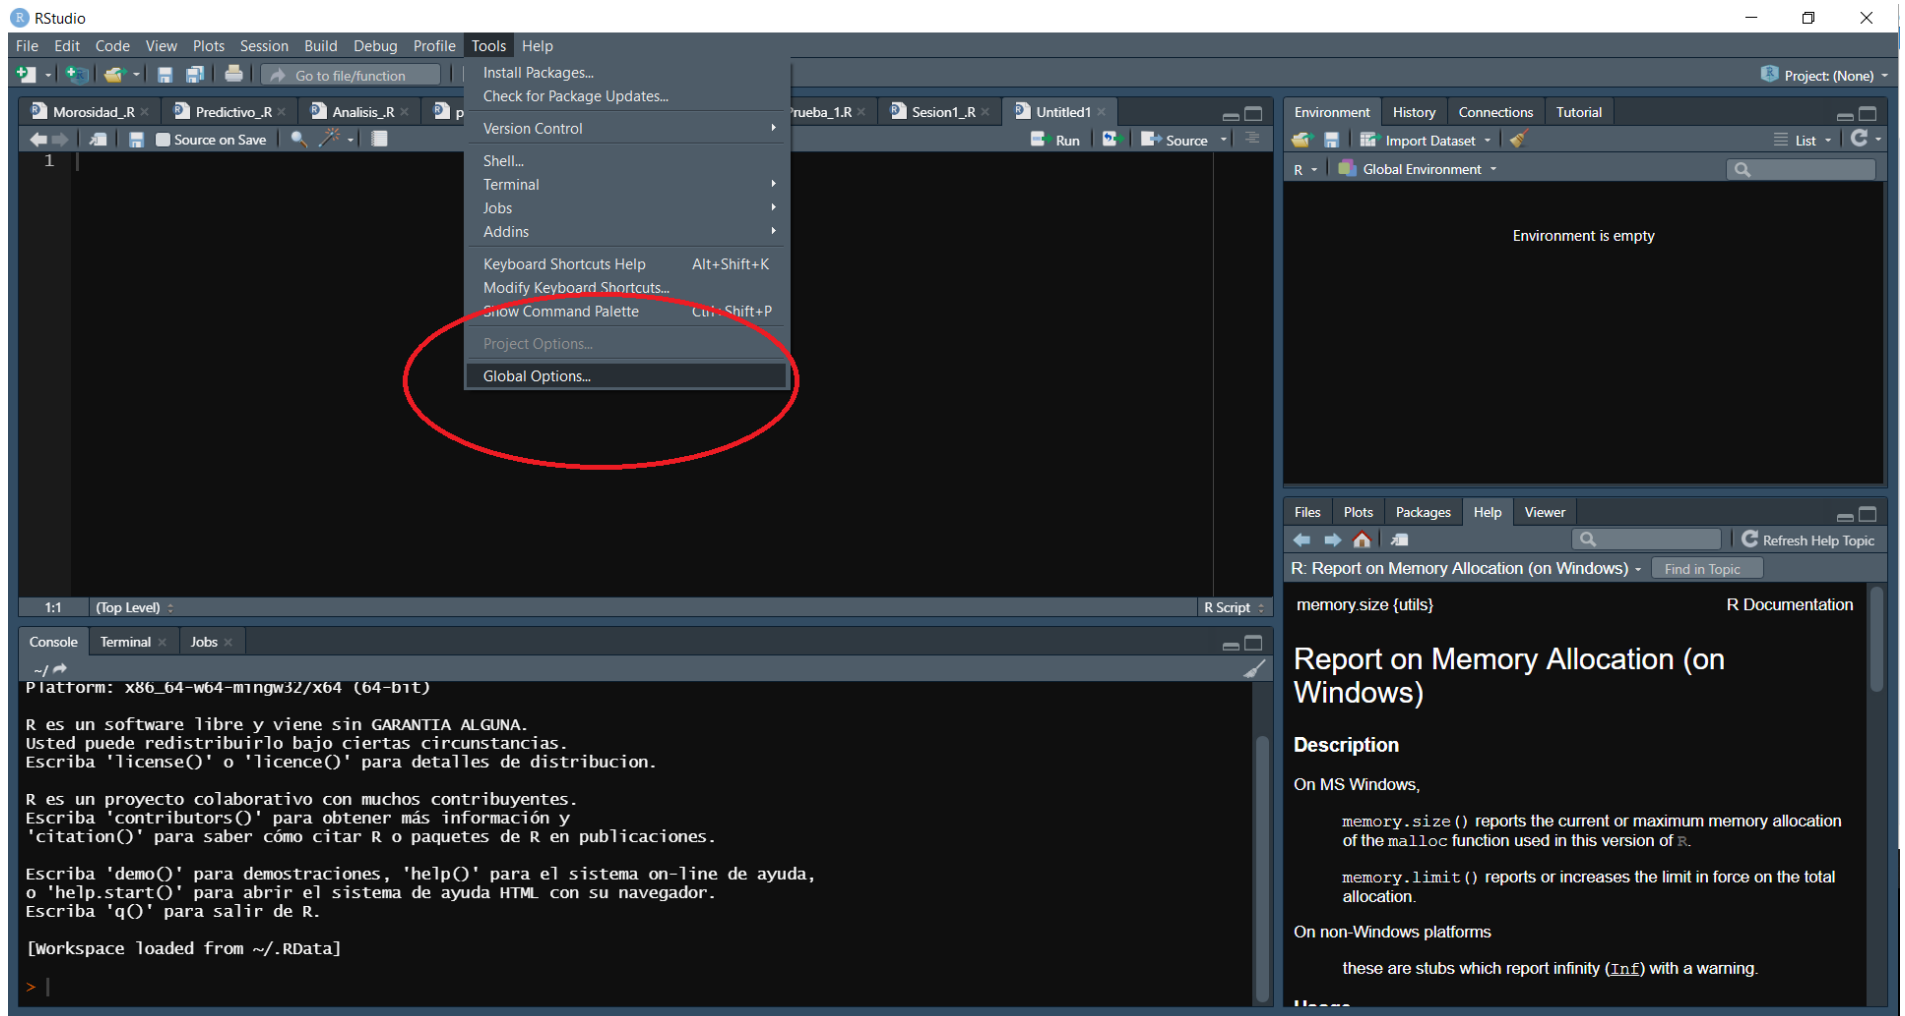 RStudio
File Edit Code View Plots Session Build Debug Profile Tools Help
Go to file/function
Project: (None)
Install Packages...
Check for Package Updates...
Version Control
Shell...
Terminal
Jobs
Addins
Keyboard Shortcuts Help Alt+Shift+K
Modify Keyboard Shortcuts...
Show Command Palette Ctrl+Shift+P
Project Options...
Global Options...
Morosidad_.R Predictivo_.R Analisis_.R p rueba_1.R Sesion1_.R Untitled1
Source on Save Run Source
1
1:1 (Top Level) R Script
Console Terminal Jobs
~/
Platform: x86_64-w64-mingw32/x64 (64-bit)
R es un software libre y viene sin GARANTIA ALGUNA.
Usted puede redistribuirlo bajo ciertas circunstancias.
Escriba 'license()' o 'licence()' para detalles de distribucion.
R es un proyecto colaborativo con muchos contribuyentes.
Escriba 'contributors()' para obtener más información y
'citation()' para saber cómo citar R o paquetes de R en publicaciones.
Escriba 'demo()' para demostraciones, 'help()' para el sistema on-line de ayuda,
o 'help.start()' para abrir el sistema de ayuda HTML con su navegador.
Escriba 'q()' para salir de R.
[Workspace loaded from ~/.RData]
>
Environment History Connections Tutorial
Import Dataset List
R Global Environment
Environment is empty
Files Plots Packages Help Viewer
Refresh Help Topic
R: Report on Memory Allocation (on Windows) Find in Topic
memory.size {utils} R Documentation
Report on Memory Allocation (on
Windows)
Description
On MS Windows,
memory.size() reports the current or maximum memory allocation
of the malloc function used in this version of R.
memory.limit() reports or increases the limit in force on the total
allocation.
On non-Windows platforms
these are stubs which report infinity (Inf) with a warning.
Usage